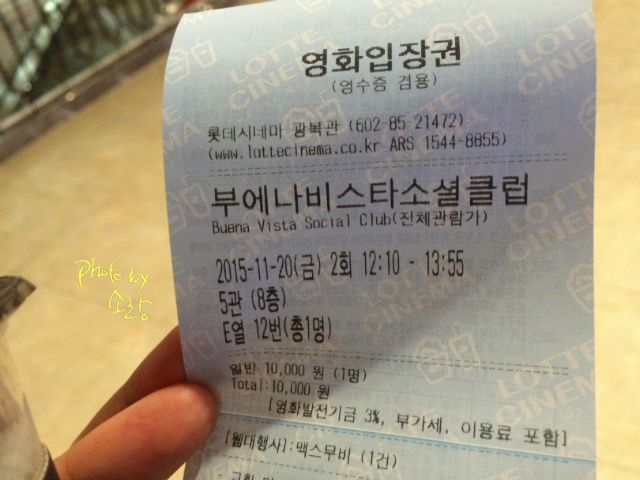 LOTTE CINEMA
영화입장권
(영수증 겸용)
롯데시네마 광복관 (602-85-21472)
(www.lottecinema.co.kr ARS 1544-8855)
부에나비스타소셜클럽
Buena Vista Social Club(전체관람가)
2015-11-20(금) 2회 12:10 - 13:55
5관 (8층)
E열 12번(총1명)
일반 10,000 원 (1명)
Total:10,000 원
[영화발전기금 3%, 부가세, 이용료 포함]
[웹대행사]:맥스무비 (1건)
Photo by
소랑